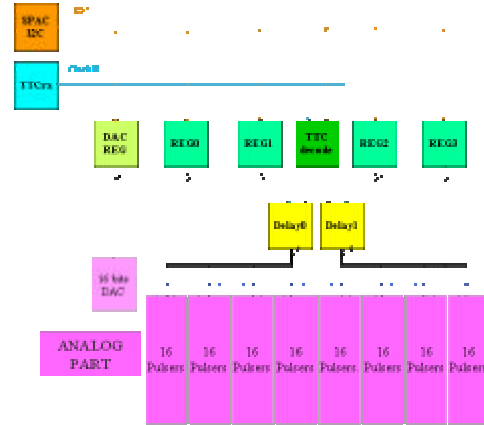 SPAC
I2C
TTCrx
DAC
REG
REG0
REG1
TTC
decode
REG2
REG3
Delay0
Delay1
16 bits
DAC
ANALOG
PART
16 16 16 16 16 16 16 16
Pulsers Pulsers Pulsers Pulsers Pulsers Pulsers Pulsers Pulsers